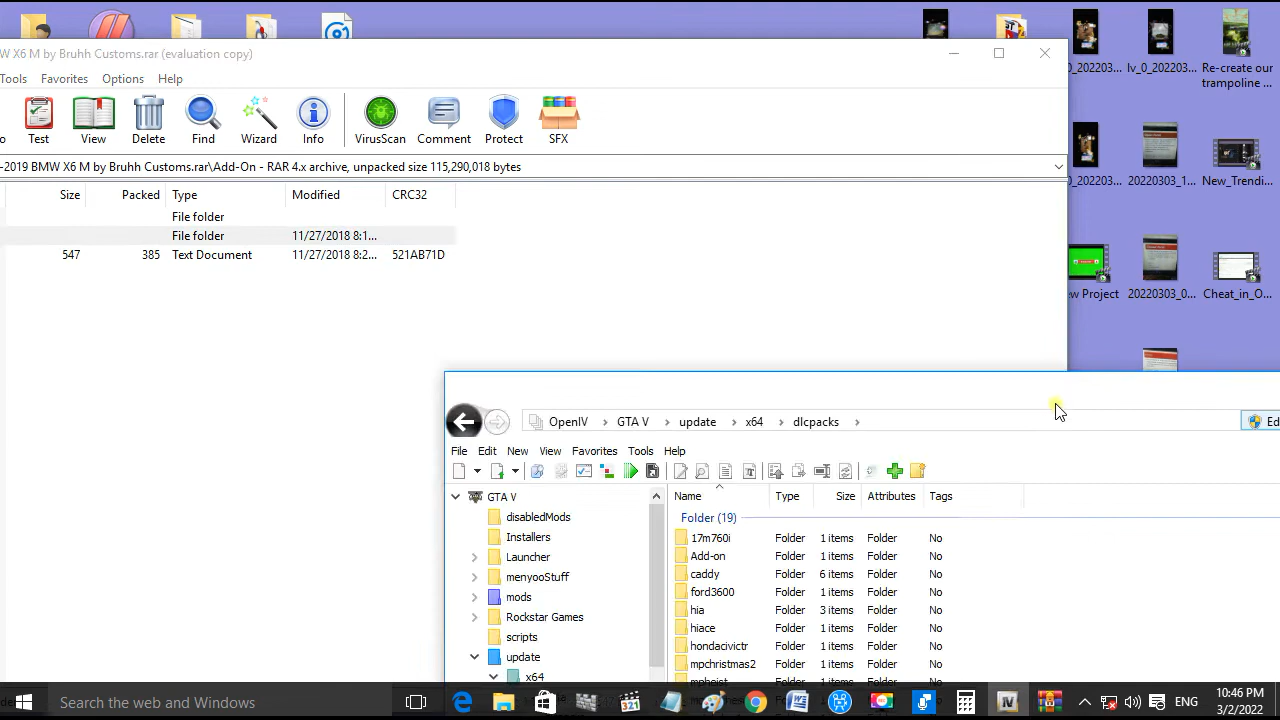 W X6 M by Bruhh Customs.rar (evaluation copy)
Tools Favorites Options Help
Test View Delete Find Wizard Info VirusScan Comment Protect SFX
-2019 BMW X6 M by Bruhh Customs.rar\Add-On - RAR 4.x archive, unpacked size 115,290,018 bytes
Size Packed Type Modified CRC32
File folder
File folder 11/27/2018 8:1...
547 385 Text Document 11/27/2018 8:2... 521AB71D
0_202203... lv_0_202203... Re-create our
trampoline ...
0_202203... 20220303_1... New_Trendi...
ew Project 20220303_0... Cheat_in_O...
OpenIV GTA V update x64 dlcpacks
Ed
File Edit New View Favorites Tools Help
GTA V
disabledMods
Installers
Launcher
menyooStuff
mods
Rockstar Games
scripts
update
x64
Name Type Size Attributes Tags
Folder (19)
17m760i Folder 1 items Folder No
Add-on Folder 1 items Folder No
caddy Folder 6 items Folder No
ford3600 Folder 1 items Folder No
hia Folder 3 items Folder No
hiace Folder 1 items Folder No
hondacivictr Folder 1 items Folder No
mpchristmas2 Folder 1 items Folder No
Search the web and Windows
ENG
10:46 PM
3/2/2022